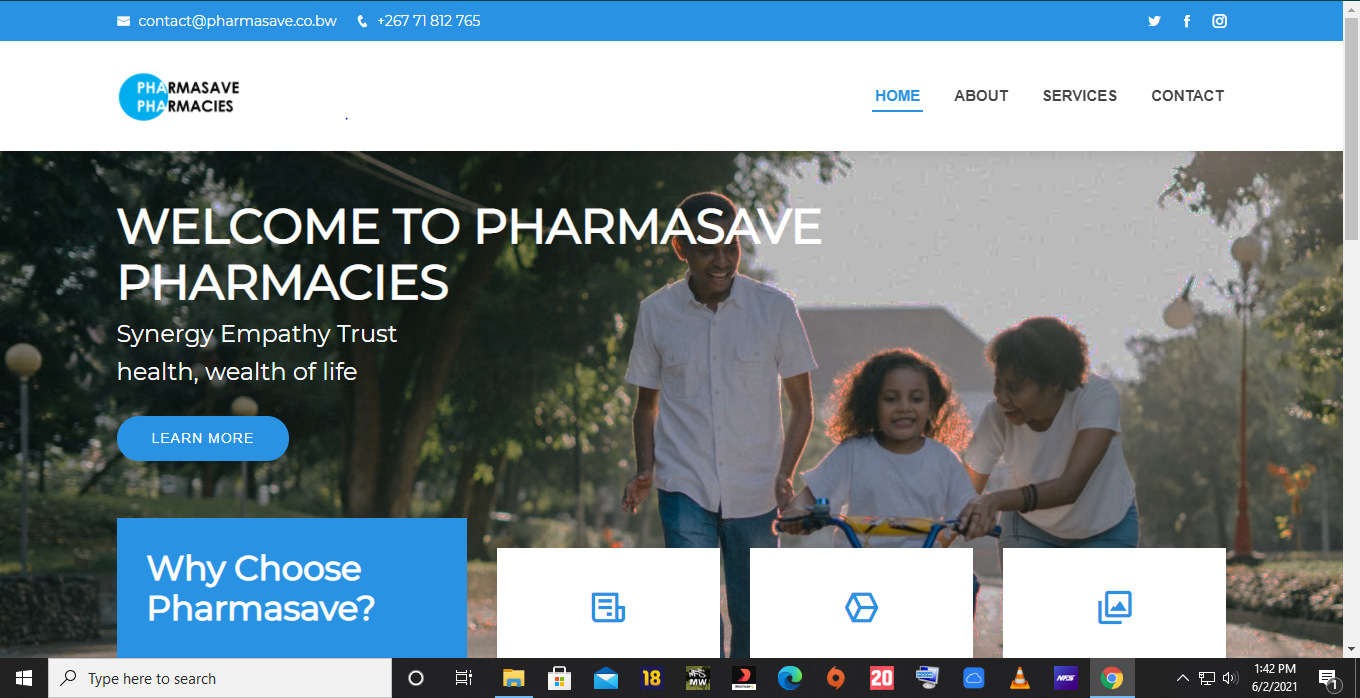 contact@pharmasave.co.bw +267 71 812 765
PHARMASAVE
PHARMACIES
HOME ABOUT SERVICES CONTACT
WELCOME TO PHARMASAVE
PHARMACIES
Synergy Empathy Trust
health, wealth of life
LEARN MORE
Why Choose
Pharmasave?
Type here to search
18
MW
20
NFS
1:42 PM
6/2/2021
1